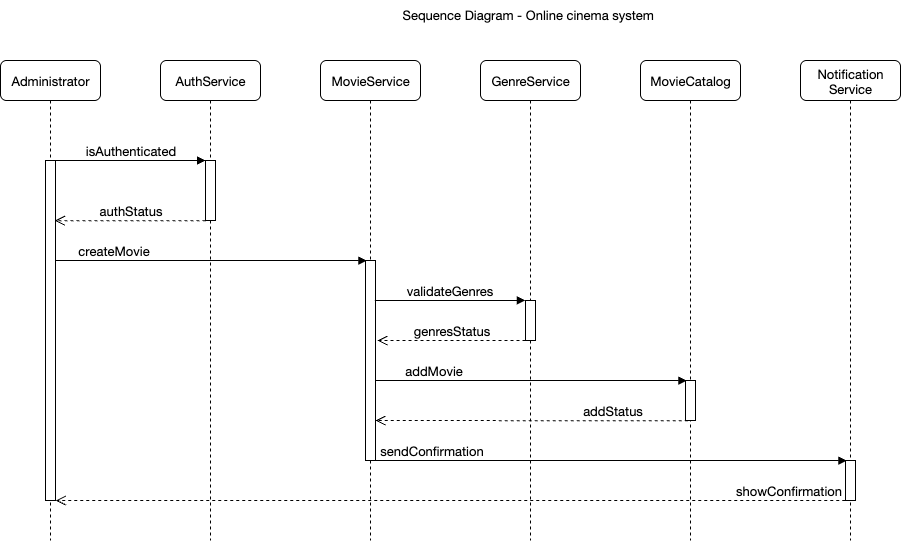 Sequence Diagram - Online cinema system
Administrator
AuthService
MovieService
GenreService
MovieCatalog
Notification
Service
isAuthenticated
authStatus
createMovie
validateGenres
genresStatus
addMovie
addStatus
sendConfirmation
showConfirmation